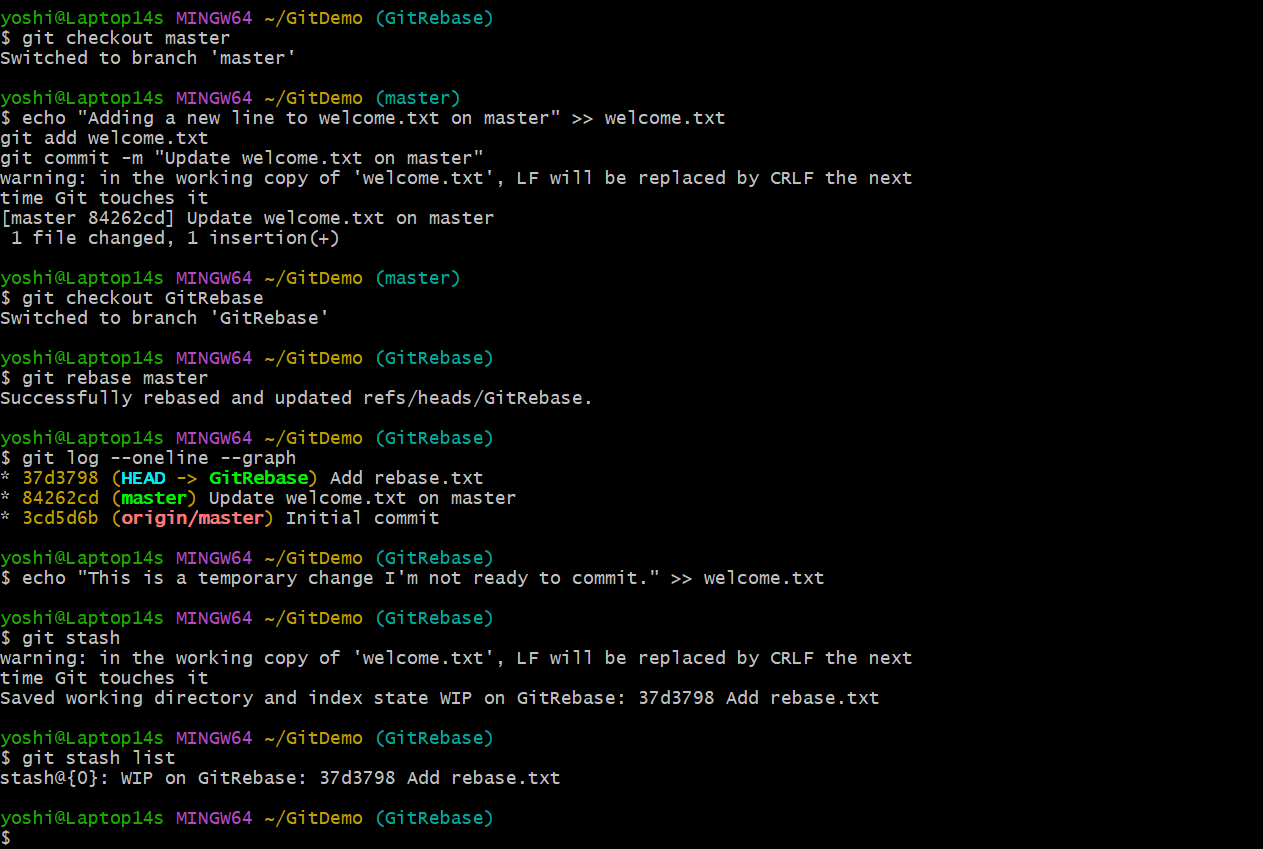 yoshi@Laptop14s MINGW64 ~/GitDemo (GitRebase)
$ git checkout master
Switched to branch 'master'
yoshi@Laptop14s MINGW64 ~/GitDemo (master)
$ echo "Adding a new line to welcome.txt on master" >> welcome.txt
git add welcome.txt
git commit -m "Update welcome.txt on master"
warning: in the working copy of 'welcome.txt', LF will be replaced by CRLF the next
time Git touches it
[master 84262cd] Update welcome.txt on master
 1 file changed, 1 insertion(+)
yoshi@Laptop14s MINGW64 ~/GitDemo (master)
$ git checkout GitRebase
Switched to branch 'GitRebase'
yoshi@Laptop14s MINGW64 ~/GitDemo (GitRebase)
$ git rebase master
Successfully rebased and updated refs/heads/GitRebase.
yoshi@Laptop14s MINGW64 ~/GitDemo (GitRebase)
$ git log --oneline --graph
* 37d3798 (HEAD -> GitRebase) Add rebase.txt
* 84262cd (master) Update welcome.txt on master
* 3cd5d6b (origin/master) Initial commit
yoshi@Laptop14s MINGW64 ~/GitDemo (GitRebase)
$ echo "This is a temporary change I'm not ready to commit." >> welcome.txt
yoshi@Laptop14s MINGW64 ~/GitDemo (GitRebase)
$ git stash
warning: in the working copy of 'welcome.txt', LF will be replaced by CRLF the next
time Git touches it
Saved working directory and index state WIP on GitRebase: 37d3798 Add rebase.txt
yoshi@Laptop14s MINGW64 ~/GitDemo (GitRebase)
$ git stash list
stash@{0}: WIP on GitRebase: 37d3798 Add rebase.txt
yoshi@Laptop14s MINGW64 ~/GitDemo (GitRebase)
$